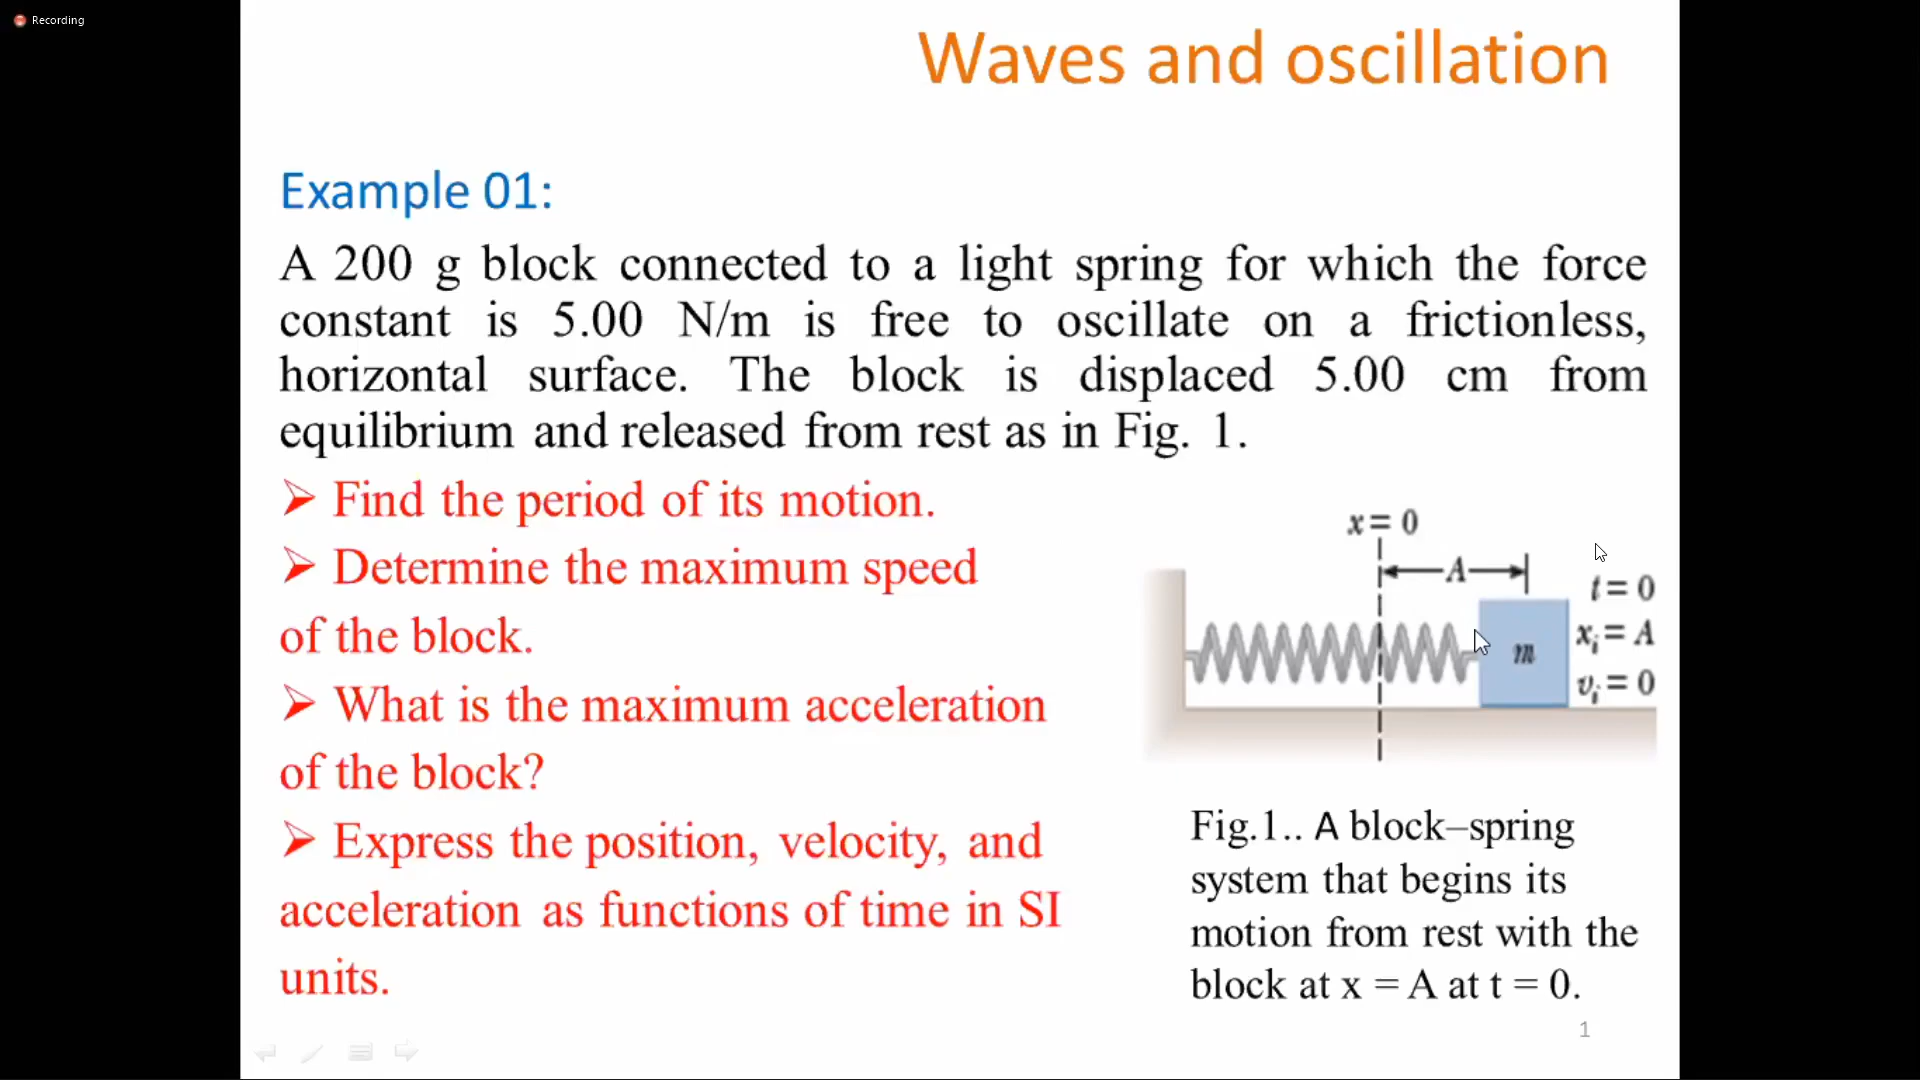 Recording
Waves and oscillation
Example 01:
A 200 g block connected to a light spring for which the force
constant is 5.00 N/m is free to oscillate on a frictionless,
horizontal surface. The block is displaced 5.00 cm from
equilibrium and released from rest as in Fig. 1.
➢ Find the period of its motion.
➢ Determine the maximum speed
of the block.
➢ What is the maximum acceleration
of the block?
➢ Express the position, velocity, and
acceleration as functions of time in SI
units.
x = 0
A
t = 0
xᵢ = A
m
vᵢ = 0
Fig.1.. A block–spring
system that begins its
motion from rest with the
block at x = A at t = 0.
1